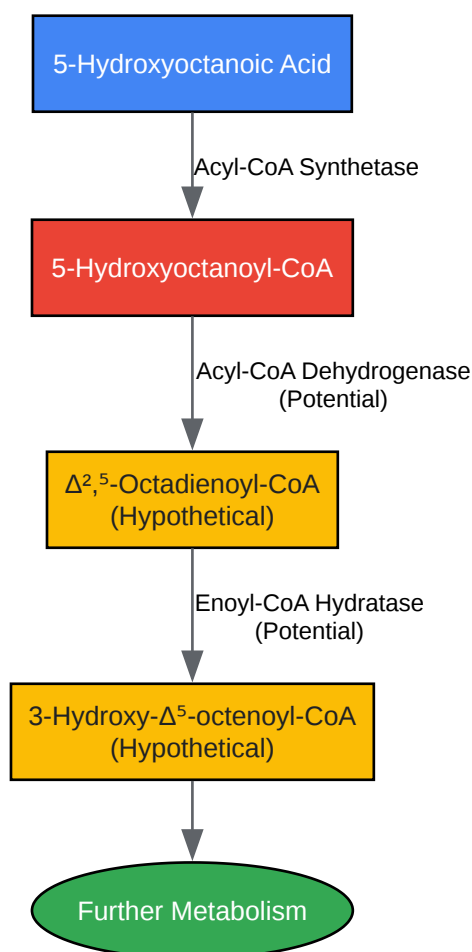 5-Hydroxyoctanoic Acid
Acyl-CoA Synthetase
5-Hydroxyoctanoyl-CoA
Acyl-CoA Dehydrogenase
(Potential)
Δ²,⁵-Octadienoyl-CoA
(Hypothetical)
Enoyl-CoA Hydratase
(Potential)
3-Hydroxy-Δ⁵-octenoyl-CoA
(Hypothetical)
Further Metabolism